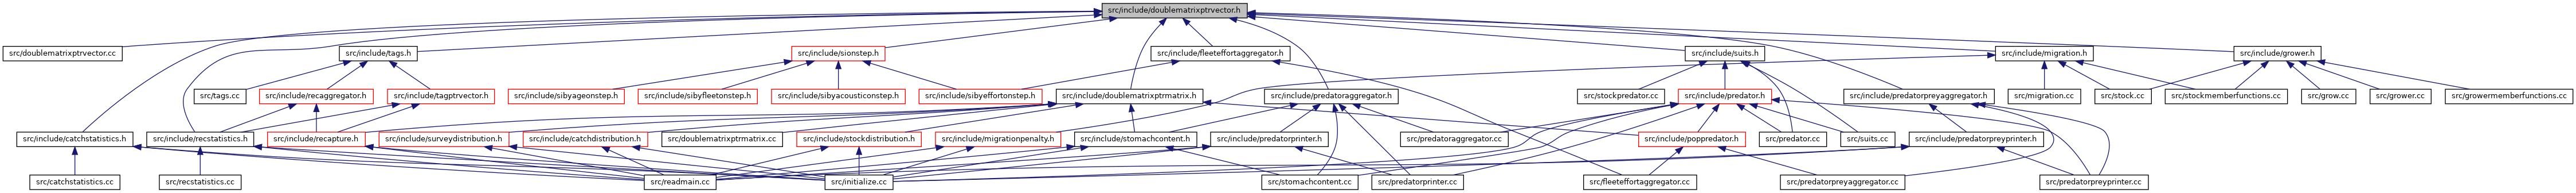 src/include/doublematrixptrvector.h
src/doublematrixptrvector.cc
src/include/tags.h
src/include/sionstep.h
src/include/fleeteffortaggregator.h
src/include/suits.h
src/include/migration.h
src/include/grower.h
src/tags.cc
src/include/recaggregator.h
src/include/tagptrvector.h
src/include/sibyageonstep.h
src/include/sibyfleetonstep.h
src/include/sibyacousticonstep.h
src/include/sibyeffortonstep.h
src/include/doublematrixptrmatrix.h
src/include/predatoraggregator.h
src/stockpredator.cc
src/include/predator.h
src/include/predatorpreyaggregator.h
src/migration.cc
src/stock.cc
src/stockmemberfunctions.cc
src/grow.cc
src/grower.cc
src/growermemberfunctions.cc
src/include/catchstatistics.h
src/include/recstatistics.h
src/include/recapture.h
src/include/surveydistribution.h
src/include/catchdistribution.h
src/doublematrixptrmatrix.cc
src/include/stockdistribution.h
src/include/migrationpenalty.h
src/include/stomachcontent.h
src/include/predatorprinter.h
src/predatoraggregator.cc
src/include/poppredator.h
src/predator.cc
src/suits.cc
src/include/predatorpreyprinter.h
src/catchstatistics.cc
src/recstatistics.cc
src/readmain.cc
src/initialize.cc
src/stomachcontent.cc
src/predatorprinter.cc
src/fleeteffortaggregator.cc
src/predatorpreyaggregator.cc
src/predatorpreyprinter.cc